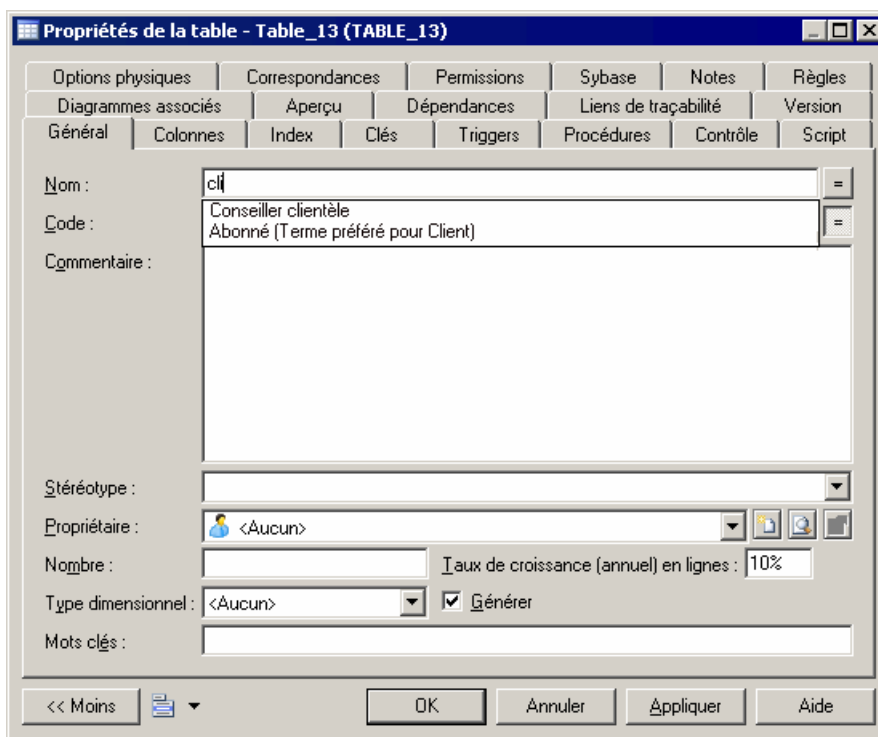 Propriétés de la table - Table_13 (TABLE_13)
Options physiques Correspondances Permissions Sybase Notes Règles
Diagrammes associés Aperçu Dépendances Liens de traçabilité Version
Général Colonnes Index Clés Triggers Procédures Contrôle Script
Nom : cli =
Conseiller clientèle
Code : =
Abonné (Terme préféré pour Client)
Commentaire :
Stéréotype :
Propriétaire : <Aucun>
Nombre : Taux de croissance (annuel) en lignes : 10%
Type dimensionnel : <Aucun> Générer
Mots clés :
<< Moins OK Annuler Appliquer Aide